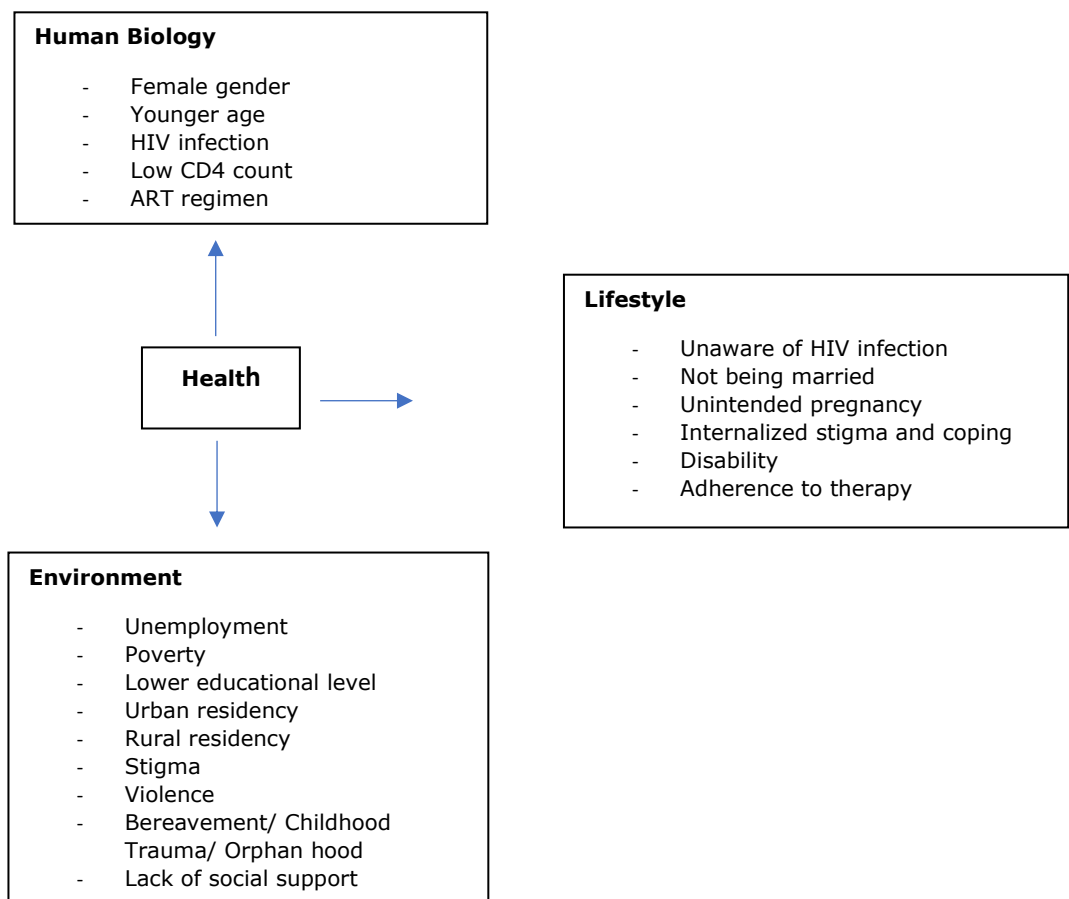 Human Biology
- Female gender
- Younger age
- HIV infection
- Low CD4 count
- ART regimen
Health
Lifestyle
- Unaware of HIV infection
- Not being married
- Unintended pregnancy
- Internalized stigma and coping
- Disability
- Adherence to therapy
Environment
- Unemployment
- Poverty
- Lower educational level
- Urban residency
- Rural residency
- Stigma
- Violence
- Bereavement/ Childhood
Trauma/ Orphan hood
- Lack of social support